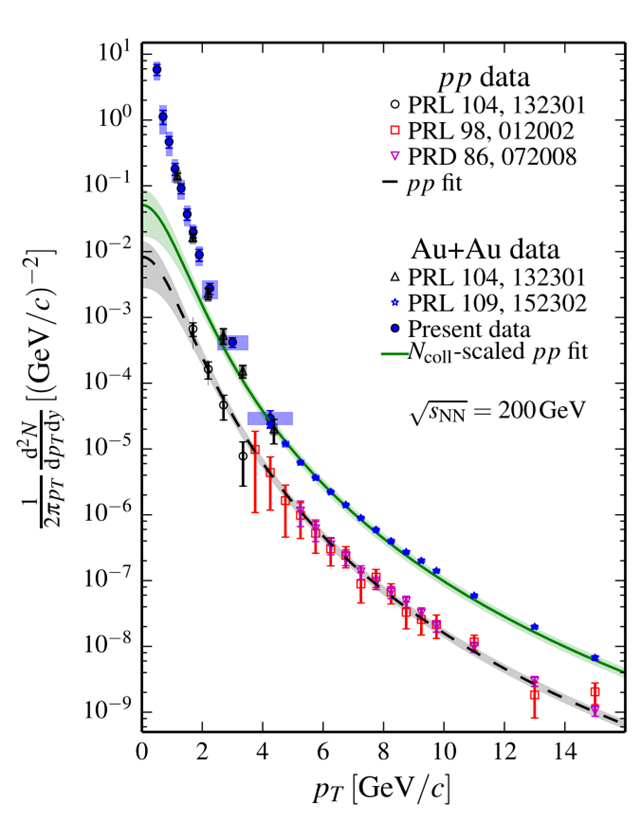 pp data
PRL 104, 132301
PRL 98, 012002
PRD 86, 072008
pp fit
Au+Au data
PRL 104, 132301
PRL 109, 152302
Present data
N_coll-scaled pp fit
√s_NN = 200 GeV
10^1
10^0
10^−1
10^−2
10^−3
10^−4
10^−5
10^−6
10^−7
10^−8
10^−9
1/(2πp_T) d^2N/(dp_T dy) [(GeV/c)^−2]
0 2 4 6 8 10 12 14
p_T [GeV/c]